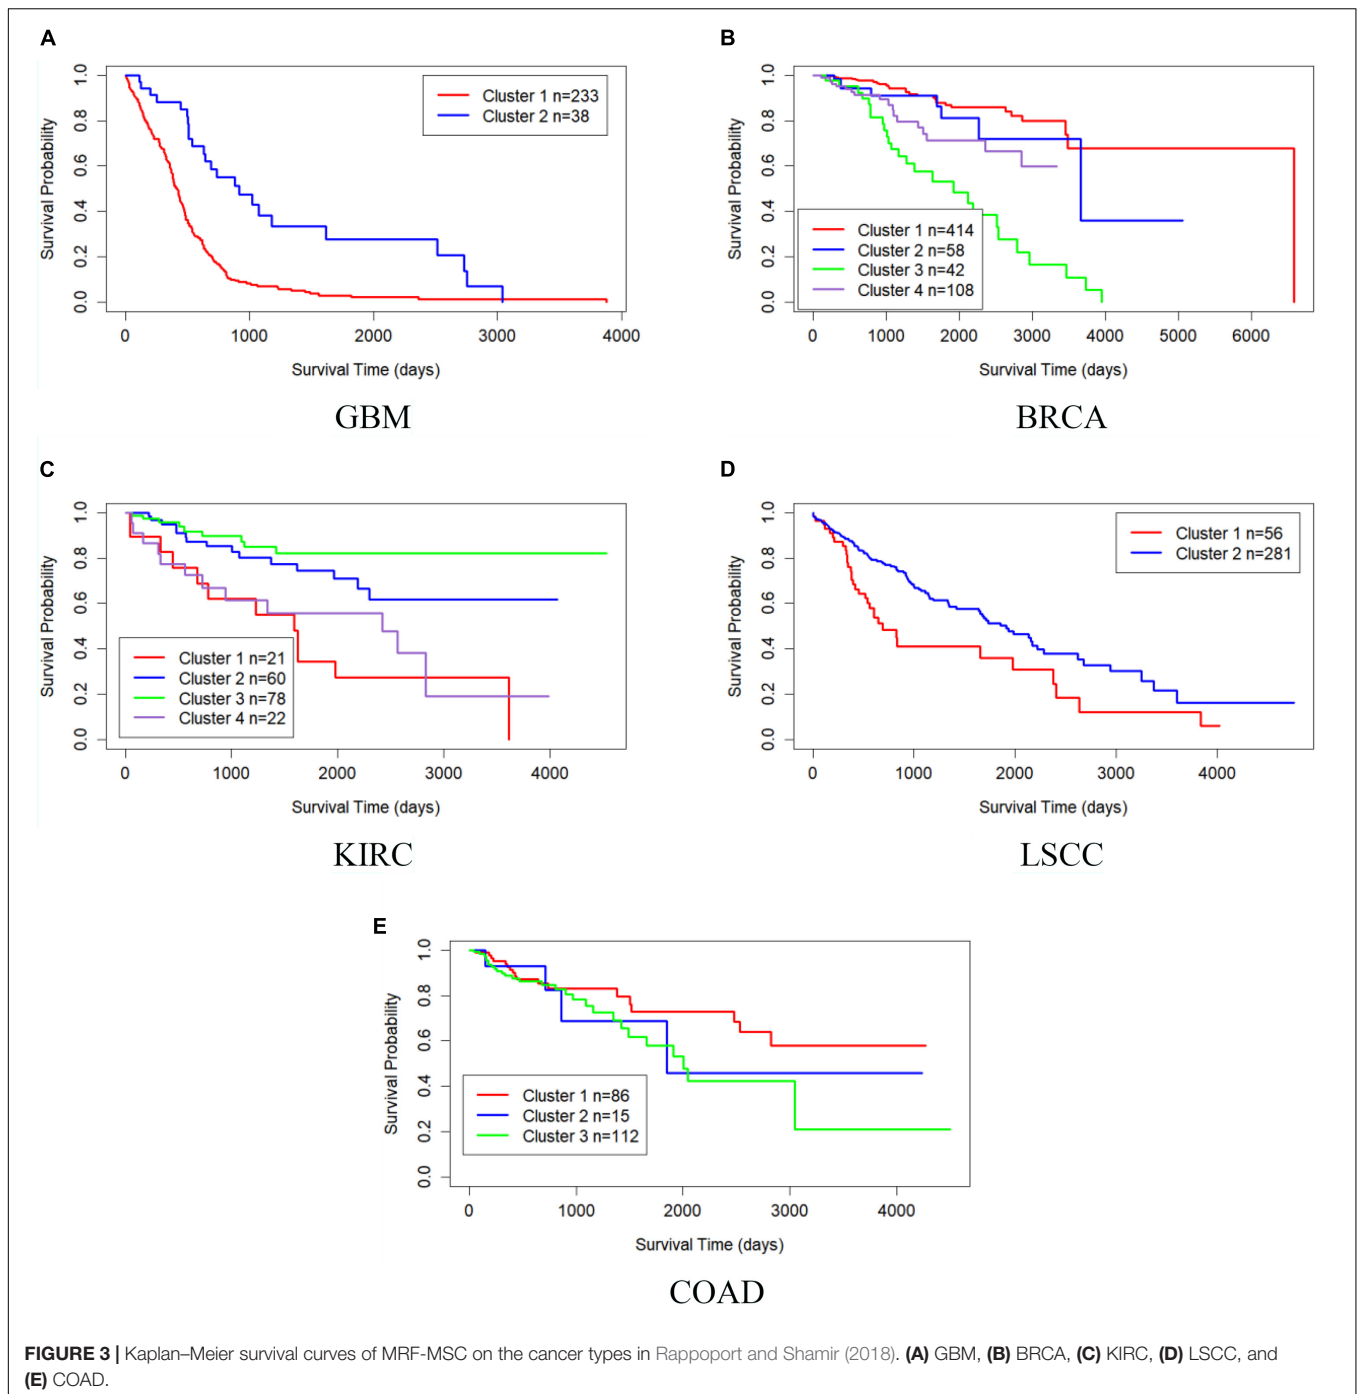 A
1.0
0.8
0.6
0.4
0.2
0.0
Survival Probability
Cluster 1 n=233
Cluster 2 n=38
0 1000 2000 3000 4000
Survival Time (days)
GBM
B
1.0
0.8
0.6
0.4
0.2
0.0
Survival Probability
Cluster 1 n=414
Cluster 2 n=58
Cluster 3 n=42
Cluster 4 n=108
0 1000 2000 3000 4000 5000 6000
Survival Time (days)
BRCA
C
1.0
0.8
0.6
0.4
0.2
0.0
Survival Probability
Cluster 1 n=21
Cluster 2 n=60
Cluster 3 n=78
Cluster 4 n=22
0 1000 2000 3000 4000
Survival Time (days)
KIRC
D
1.0
0.8
0.6
0.4
0.2
0.0
Survival Probability
Cluster 1 n=56
Cluster 2 n=281
0 1000 2000 3000 4000
Survival Time (days)
LSCC
E
1.0
0.8
0.6
0.4
0.2
0.0
Survival Probability
Cluster 1 n=86
Cluster 2 n=15
Cluster 3 n=112
0 1000 2000 3000 4000
Survival Time (days)
COAD
FIGURE 3 | Kaplan–Meier survival curves of MRF-MSC on the cancer types in Rappoport and Shamir (2018). (A) GBM, (B) BRCA, (C) KIRC, (D) LSCC, and
(E) COAD.